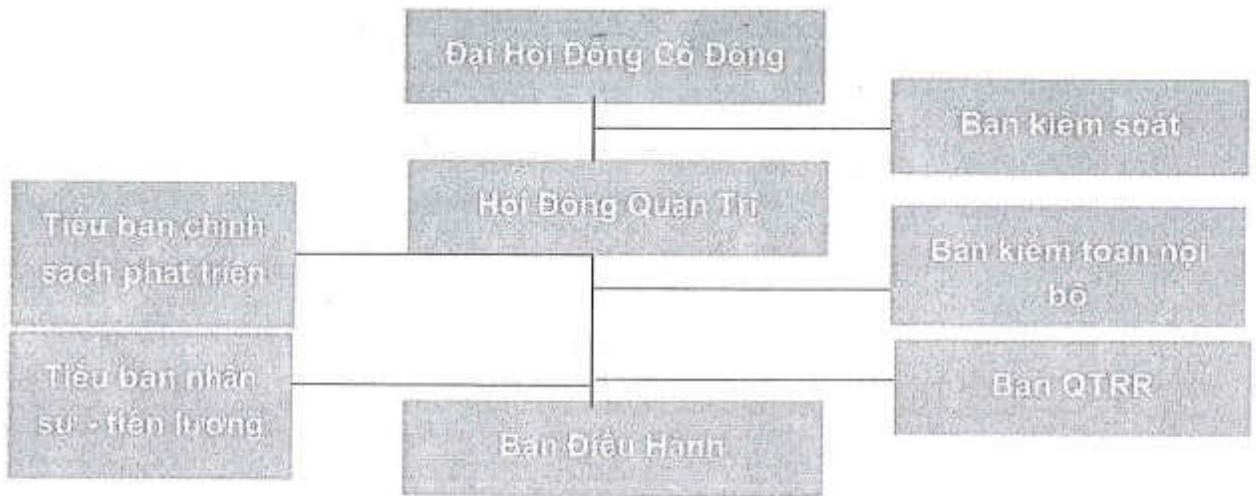 Đại Hội Đồng Cổ Đông
Ban kiểm soát
Hội Đồng Quản Trị
Tiểu ban chính
sách phát triển
Ban kiểm toán nội
bộ
Tiểu ban nhân
sự - tiền lương
Ban QTRR
Ban Điều Hành